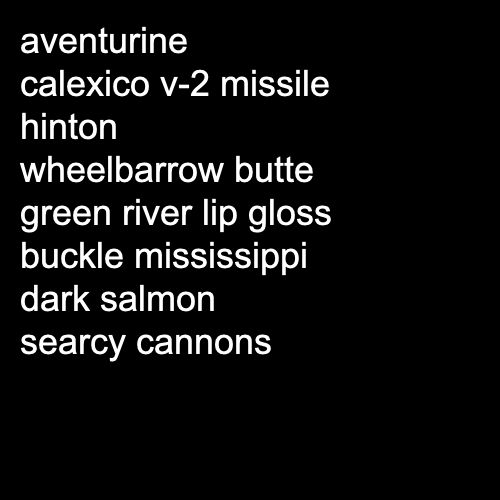 aventurine
calexico v-2 missile
hinton
wheelbarrow butte
green river lip gloss
buckle mississippi
dark salmon
searcy cannons